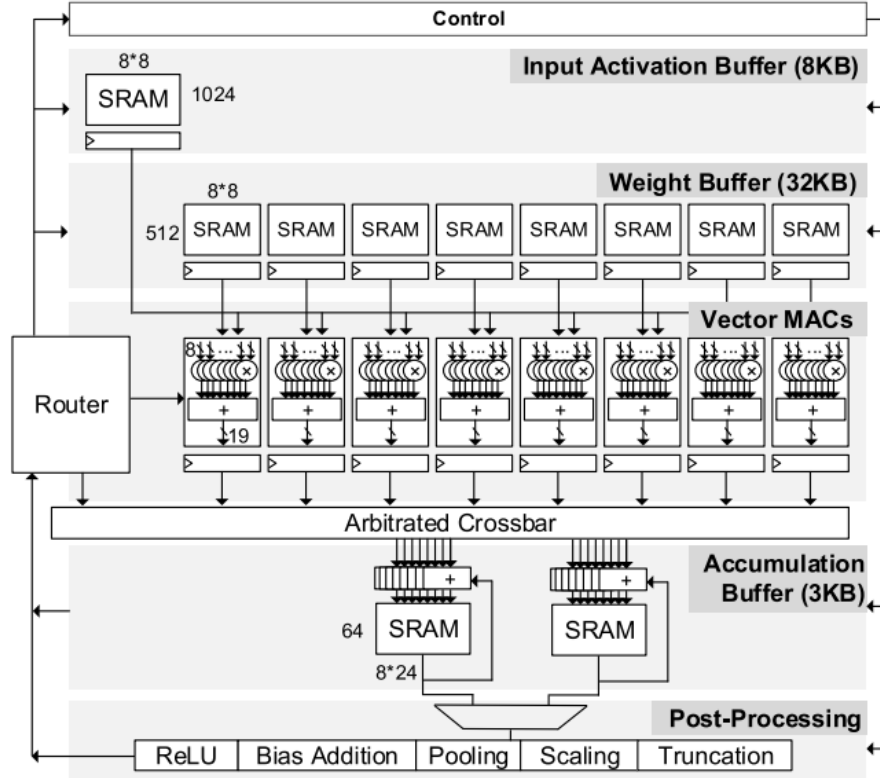 Control
8*8
Input Activation Buffer (8KB)
SRAM
1024
8*8
Weight Buffer (32KB)
512
SRAM SRAM SRAM SRAM SRAM SRAM SRAM SRAM
Vector MACs
8 ... ... ... ... ... ... ... ...
× × × × × × × ×
Router
+ + + + + + + +
19
Arbitrated Crossbar
+ +
Accumulation
Buffer (3KB)
64
SRAM SRAM
8*24
Post-Processing
ReLU Bias Addition Pooling Scaling Truncation